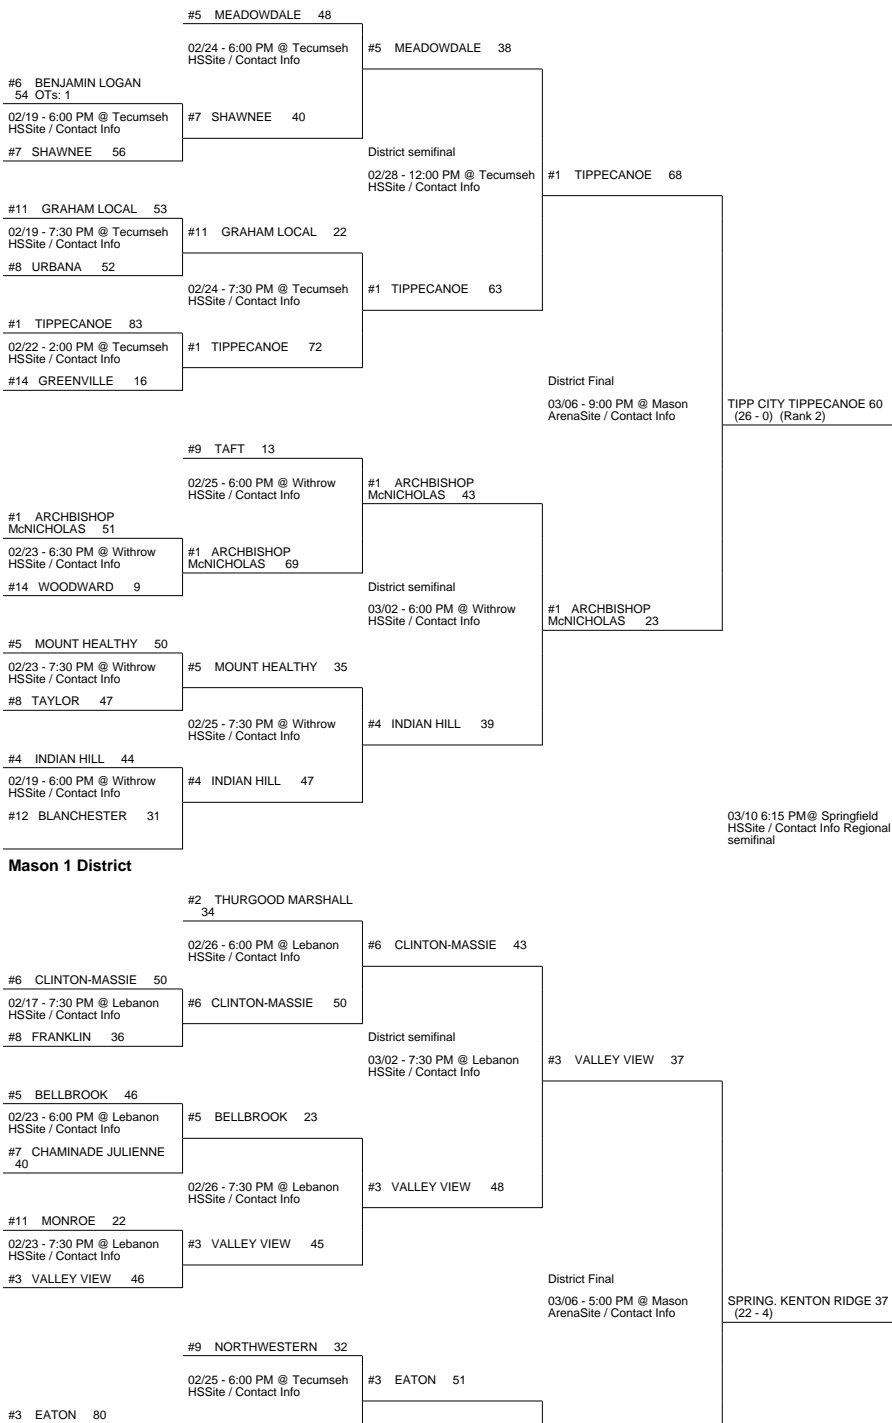 #5 MEADOWDALE 48
02/24 - 6:00 PM @ Tecumseh
HSSite / Contact Info
#5 MEADOWDALE 38
#6 BENJAMIN LOGAN
54 OTs: 1
02/19 - 6:00 PM @ Tecumseh
HSSite / Contact Info
#7 SHAWNEE 40
#7 SHAWNEE 56
District semifinal
02/28 - 12:00 PM @ Tecumseh
HSSite / Contact Info
#1 TIPPECANOE 68
#11 GRAHAM LOCAL 53
02/19 - 7:30 PM @ Tecumseh
HSSite / Contact Info
#11 GRAHAM LOCAL 22
#8 URBANA 52
02/24 - 7:30 PM @ Tecumseh
HSSite / Contact Info
#1 TIPPECANOE 63
#1 TIPPECANOE 83
02/22 - 2:00 PM @ Tecumseh
HSSite / Contact Info
#1 TIPPECANOE 72
#14 GREENVILLE 16
District Final
03/06 - 9:00 PM @ Mason
ArenaSite / Contact Info
TIPP CITY TIPPECANOE 60
(26 - 0) (Rank 2)
#9 TAFT 13
02/25 - 6:00 PM @ Withrow
HSSite / Contact Info
#1 ARCHBISHOP
McNICHOLAS 43
#1 ARCHBISHOP
McNICHOLAS 51
02/23 - 6:30 PM @ Withrow
HSSite / Contact Info
#1 ARCHBISHOP
McNICHOLAS 69
#14 WOODWARD 9
District semifinal
03/02 - 6:00 PM @ Withrow
HSSite / Contact Info
#1 ARCHBISHOP
McNICHOLAS 23
#5 MOUNT HEALTHY 50
02/23 - 7:30 PM @ Withrow
HSSite / Contact Info
#5 MOUNT HEALTHY 35
#8 TAYLOR 47
02/25 - 7:30 PM @ Withrow
HSSite / Contact Info
#4 INDIAN HILL 39
#4 INDIAN HILL 44
02/19 - 6:00 PM @ Withrow
HSSite / Contact Info
#4 INDIAN HILL 47
#12 BLANCHESTER 31
03/10 6:15 PM@ Springfield
HSSite / Contact Info Regional
semifinal
Mason 1 District
#2 THURGOOD MARSHALL
34
02/26 - 6:00 PM @ Lebanon
HSSite / Contact Info
#6 CLINTON-MASSIE 43
#6 CLINTON-MASSIE 50
02/17 - 7:30 PM @ Lebanon
HSSite / Contact Info
#6 CLINTON-MASSIE 50
#8 FRANKLIN 36
District semifinal
03/02 - 7:30 PM @ Lebanon
HSSite / Contact Info
#3 VALLEY VIEW 37
#5 BELLBROOK 46
02/23 - 6:00 PM @ Lebanon
HSSite / Contact Info
#5 BELLBROOK 23
#7 CHAMINADE JULIENNE
40
02/26 - 7:30 PM @ Lebanon
HSSite / Contact Info
#3 VALLEY VIEW 48
#11 MONROE 22
02/23 - 7:30 PM @ Lebanon
HSSite / Contact Info
#3 VALLEY VIEW 45
#3 VALLEY VIEW 46
District Final
03/06 - 5:00 PM @ Mason
ArenaSite / Contact Info
SPRING. KENTON RIDGE 37
(22 - 4)
#9 NORTHWESTERN 32
02/25 - 6:00 PM @ Tecumseh
HSSite / Contact Info
#3 EATON 51
#3 EATON 80